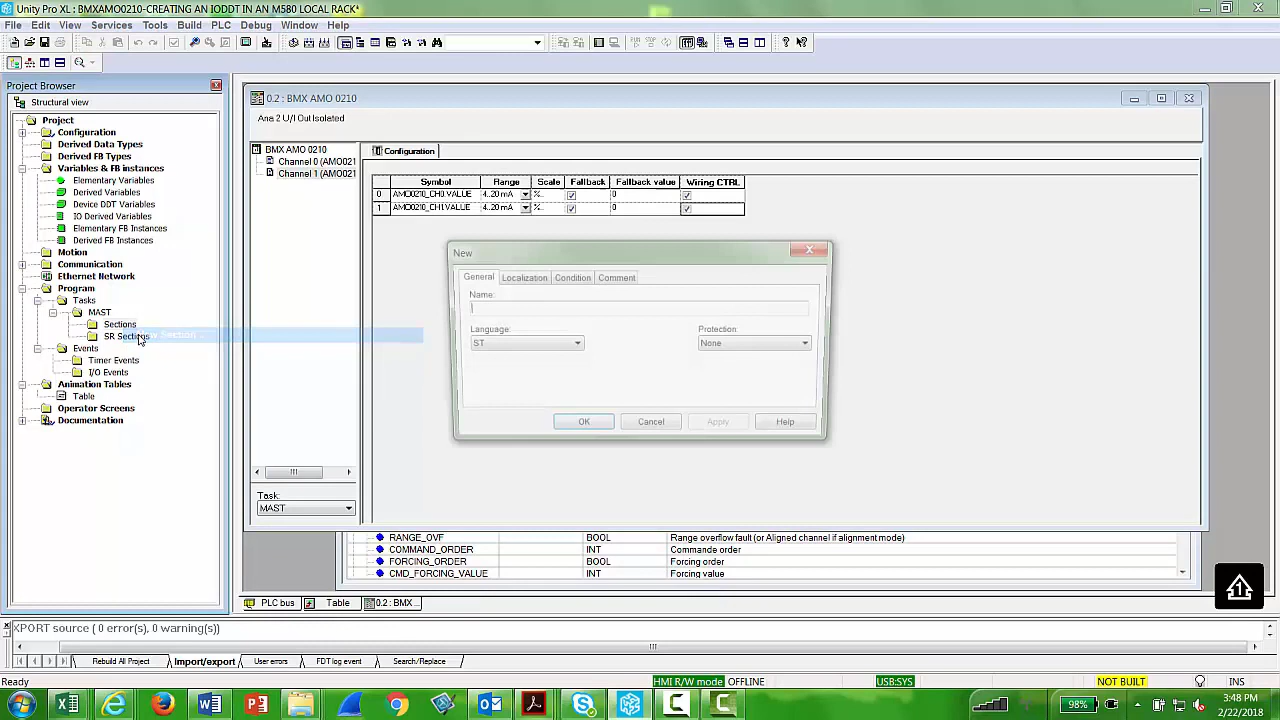 Unity Pro XL : BMXAMO0210-CREATING AN IODDT IN AN M580 LOCAL RACK*
File Edit View Services Tools Build PLC Debug Window Help
Project Browser
Structural view
Project
Configuration
Derived Data Types
Derived FB Types
Variables & FB instances
Elementary Variables
Derived Variables
Device DDT Variables
IO Derived Variables
Elementary FB Instances
Derived FB Instances
Motion
Communication
Ethernet Network
Program
Tasks
MAST
Sections
SR Sections
New Section...
Events
Timer Events
I/O Events
Animation Tables
Table
Operator Screens
Documentation
0.2 : BMX AMO 0210
Ana 2 U/I Out Isolated
BMX AMO 0210
Channel 0 (AMO021
Channel 1 (AMO021
Task:
MAST
Configuration
Symbol Range Scale Fallback Fallback value Wiring CTRL
0 AMO0210_CH0.VALUE 4..20 mA %.. 0
1 AMO0210_CH1.VALUE 4..20 mA %.. 0
New
General Localization Condition Comment
Name:
Language: Protection:
ST None
OK Cancel Apply Help
RANGE_OVF BOOL Range overflow fault (or Aligned channel if alignment mode)
COMMAND_ORDER INT Commande order
FORCING_ORDER BOOL Forcing order
CMD_FORCING_VALUE INT Forcing value
PLC bus Table 0.2 : BMX ...
XPORT source ( 0 error(s), 0 warning(s))
Rebuild All Project Import/export User errors FDT log event Search/Replace
Ready HMI R/W mode OFFLINE USB:SYS NOT BUILT INS
98% 3:48 PM
2/22/2018